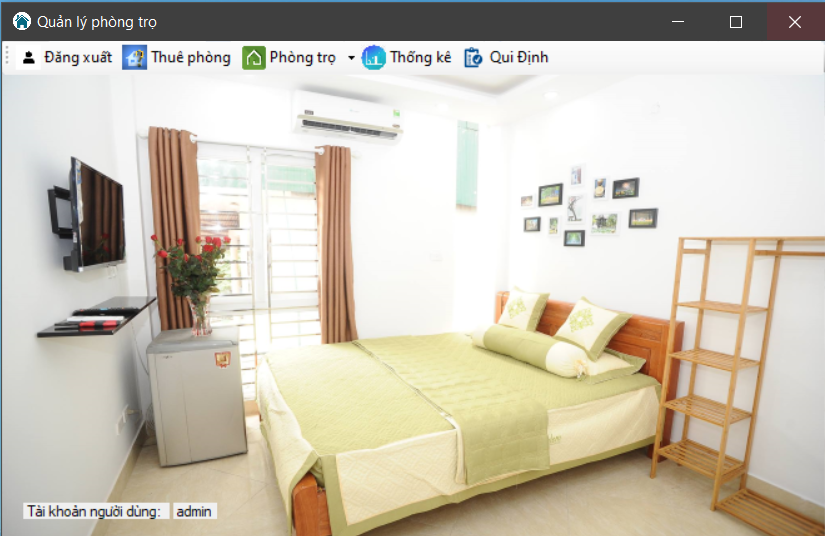 Quản lý phòng trọ
Đăng xuất Thuê phòng Phòng trọ Thống kê Qui Định
Tài khoản người dùng: admin